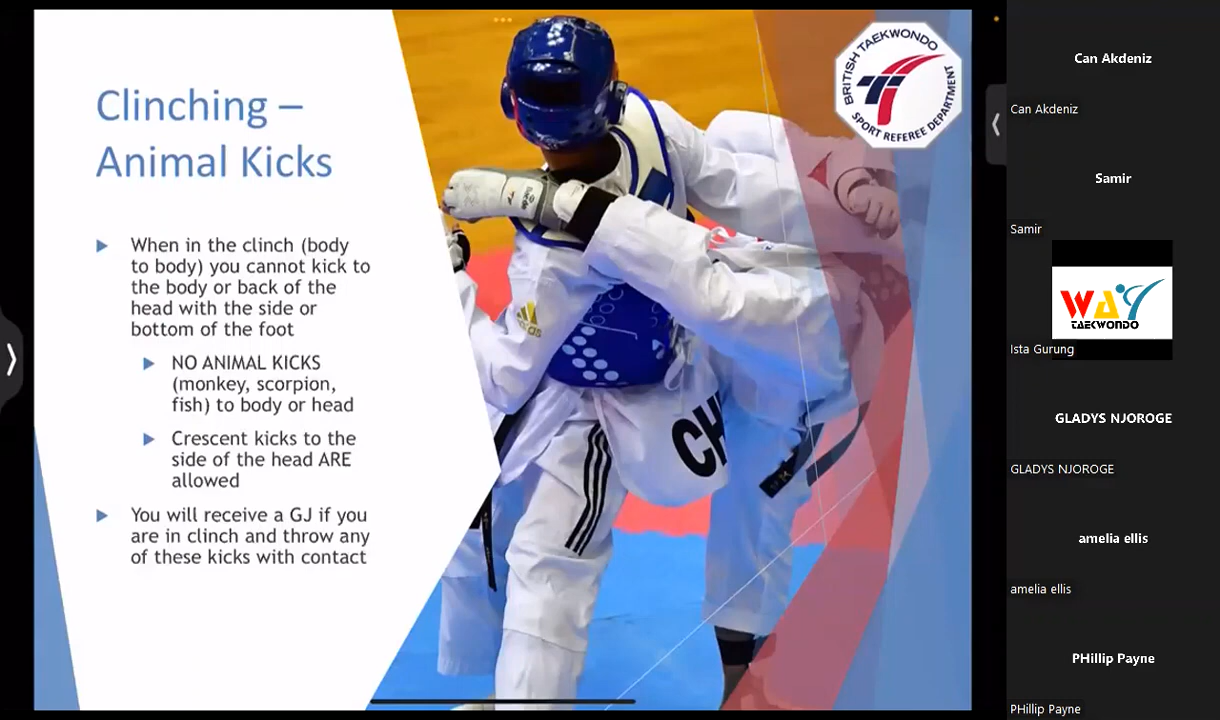 Clinching –
Animal Kicks
When in the clinch (body
to body) you cannot kick to
the body or back of the
head with the side or
bottom of the foot
NO ANIMAL KICKS
(monkey, scorpion,
fish) to body or head
Crescent kicks to the
side of the head ARE
allowed
You will receive a GJ if you
are in clinch and throw any
of these kicks with contact
BRITISH TAEKWONDO
SPORT REFEREE DEPARTMENT
adidas
CH
Can Akdeniz
Can Akdeniz
Samir
Samir
WAY
TAEKWONDO
Ista Gurung
GLADYS NJOROGE
GLADYS NJOROGE
amelia ellis
amelia ellis
PHillip Payne
PHillip Payne